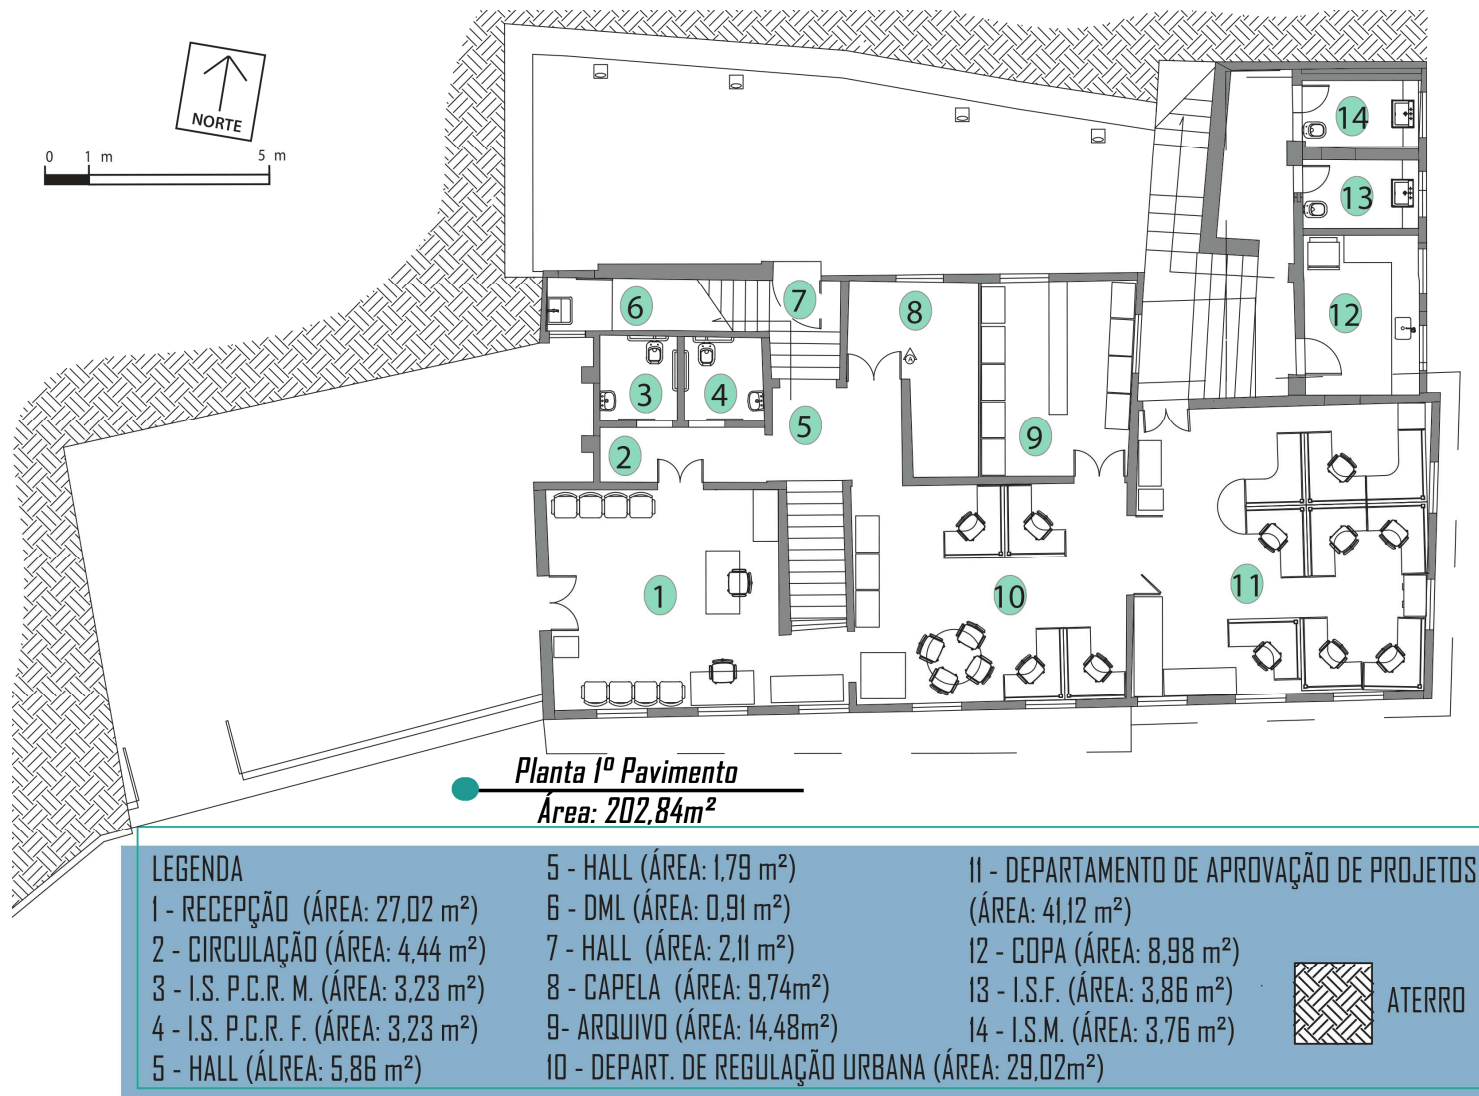 NORTE
0 1 m 5 m
14
13
12
6
7
8
3
4
5
9
2
1
10
11
Planta 1º Pavimento
Área: 202,84m²
LEGENDA
1 - RECEPÇÃO (ÁREA: 27,02 m²)
2 - CIRCULAÇÃO (ÁREA: 4,44 m²)
3 - I.S. P.C.R. M. (ÁREA: 3,23 m²)
4 - I.S. P.C.R. F. (ÁREA: 3,23 m²)
5 - HALL (ÁLREA: 5,86 m²)
5 - HALL (ÁREA: 1,79 m²)
6 - DML (ÁREA: 0,91 m²)
7 - HALL (ÁREA: 2,11 m²)
8 - CAPELA (ÁREA: 9,74m²)
9- ARQUIVO (ÁREA: 14,48m²)
10 - DEPART. DE REGULAÇÃO URBANA (ÁREA: 29,02m²)
11 - DEPARTAMENTO DE APROVAÇÃO DE PROJETOS
(ÁREA: 41,12 m²)
12 - COPA (ÁREA: 8,98 m²)
13 - I.S.F. (ÁREA: 3,86 m²)
14 - I.S.M. (ÁREA: 3,76 m²)
ATERRO